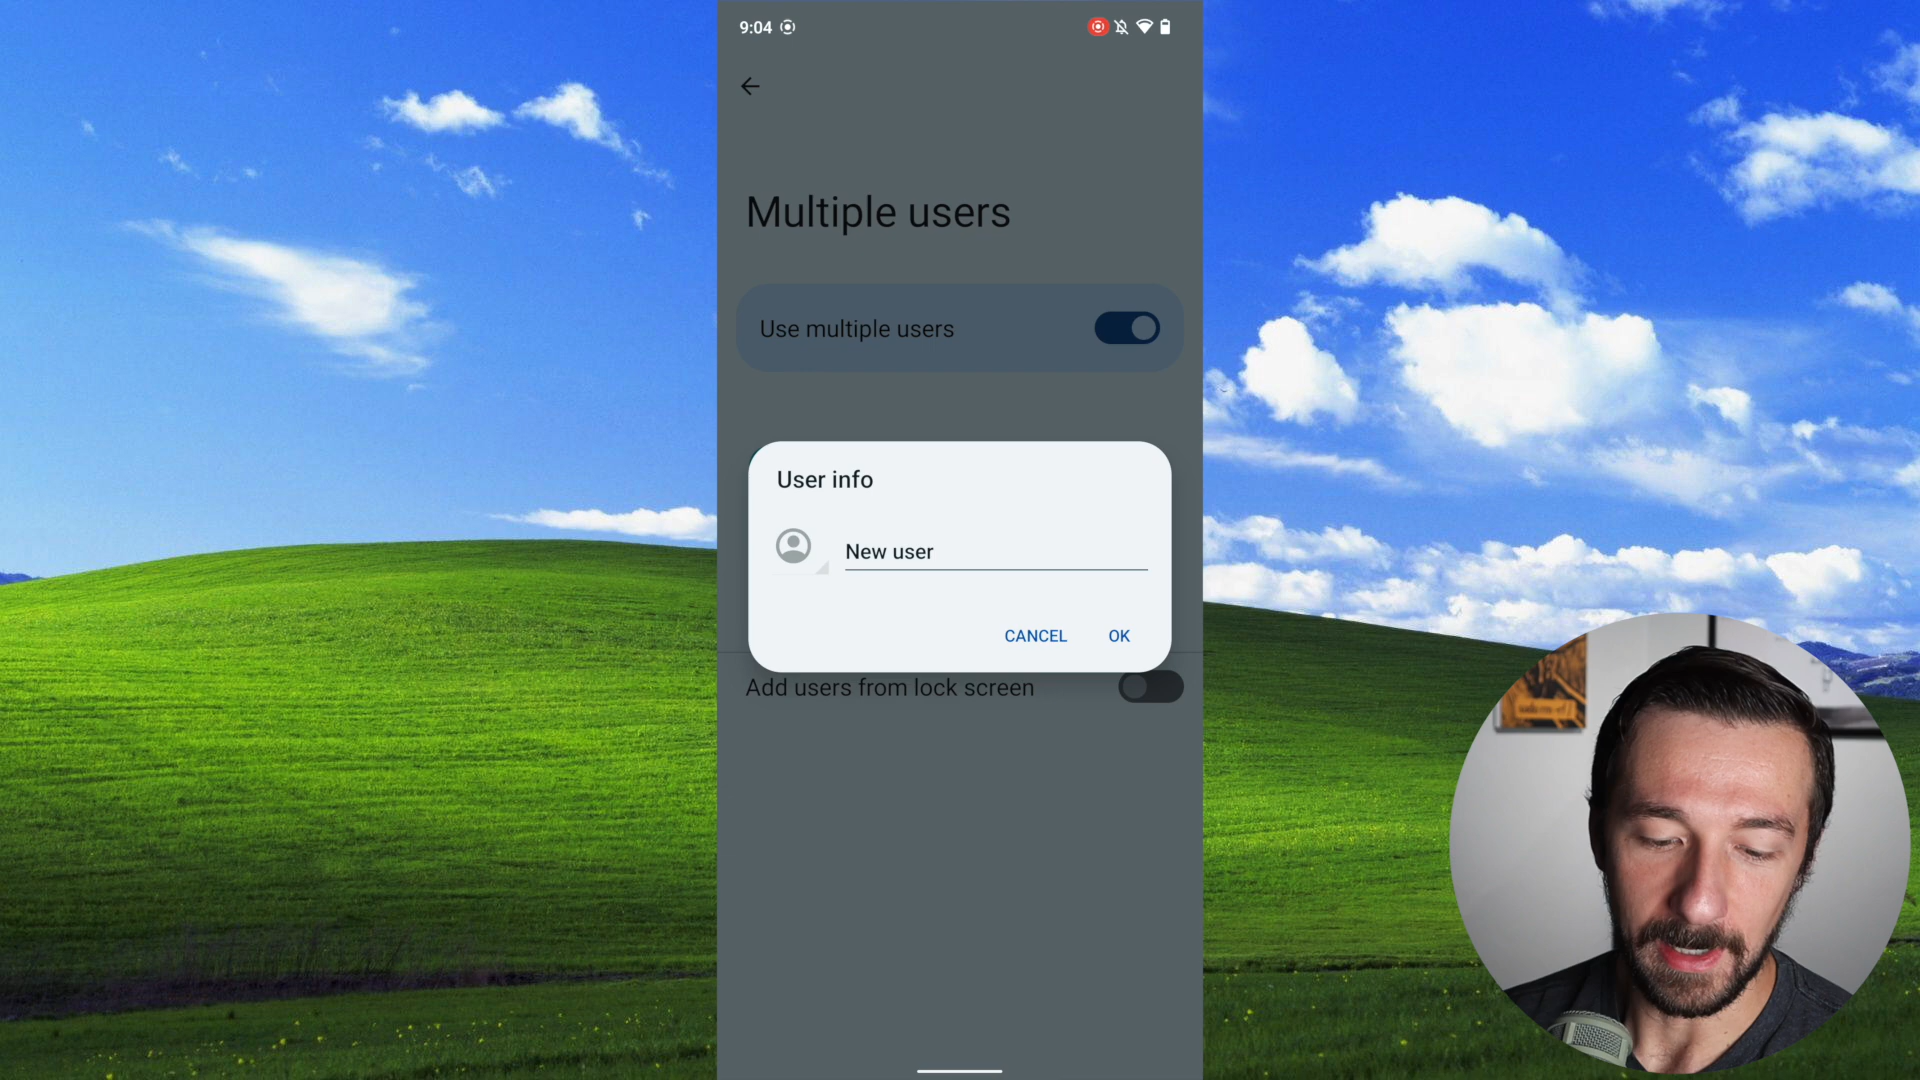 9:04
Multiple users
Use multiple users
User info
New user
CANCEL OK
Add users from lock screen